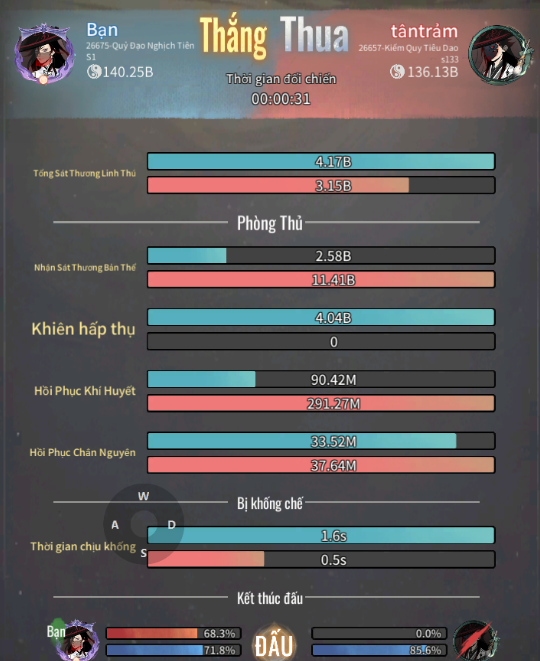 Bạn
26675-Quỷ Đao Nghịch Tiên
S1
140.25B
Thắng Thua
tântrảm
26657-Kiếm Quy Tiêu Dao
s133
136.13B
Thời gian đối chiến
00:00:31
Tổng Sát Thương Linh Thú
4.17B
3.15B
Phòng Thủ
Nhận Sát Thương Bản Thể
2.58B
11.41B
Khiên hấp thụ
4.04B
0
Hồi Phục Khí Huyết
90.42M
291.27M
Hồi Phục Chân Nguyên
33.52M
37.64M
Bị khống chế
W
A D
S
Thời gian chịu khống
1.6s
0.5s
Kết thúc đấu
Bạn
68.3%
71.8%
ĐẤU
0.0%
85.6%